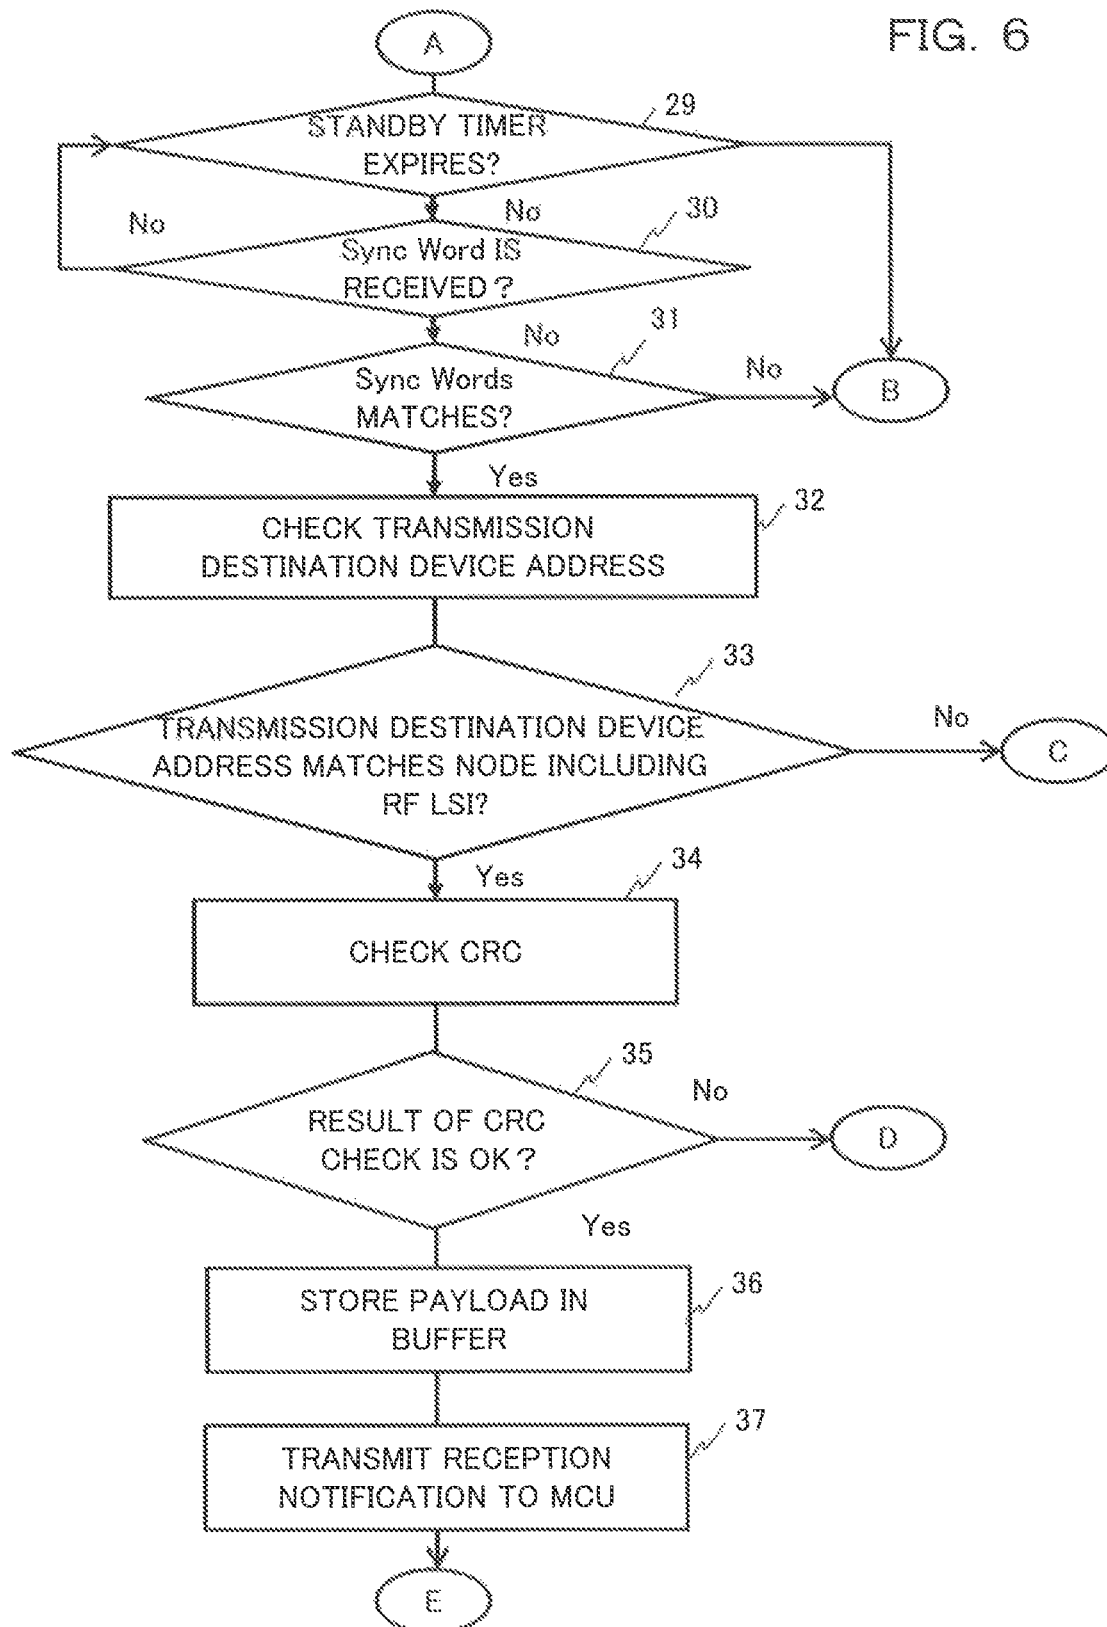 FIG. 6
A
29
STANDBY TIMER
EXPIRES?
No
No
30
Sync Word IS
RECEIVED?
No
31
Sync Words
MATCHES?
No
B
Yes
32
CHECK TRANSMISSION
DESTINATION DEVICE ADDRESS
33
TRANSMISSION DESTINATION DEVICE
ADDRESS MATCHES NODE INCLUDING
RF LSI?
No
C
Yes
34
CHECK CRC
35
RESULT OF CRC
CHECK IS OK?
No
D
Yes
36
STORE PAYLOAD IN
BUFFER
37
TRANSMIT RECEPTION
NOTIFICATION TO MCU
E